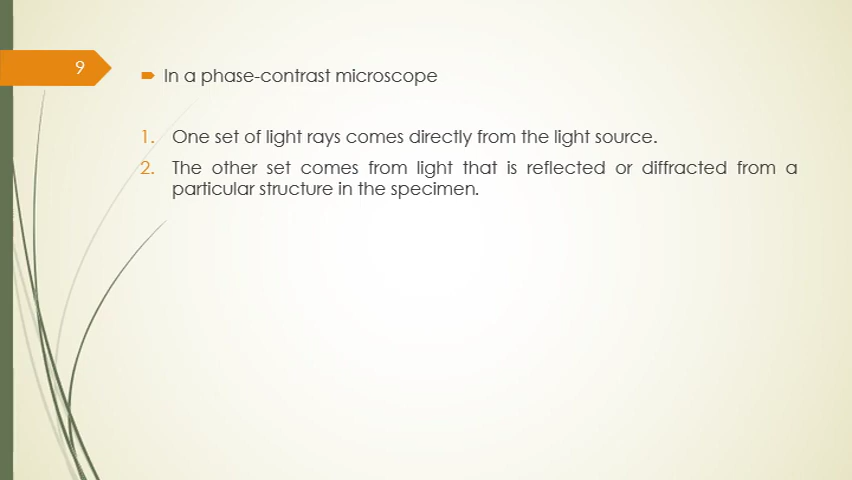 9
In a phase-contrast microscope
1. One set of light rays comes directly from the light source.
2. The other set comes from light that is reflected or diffracted from a
particular structure in the specimen.